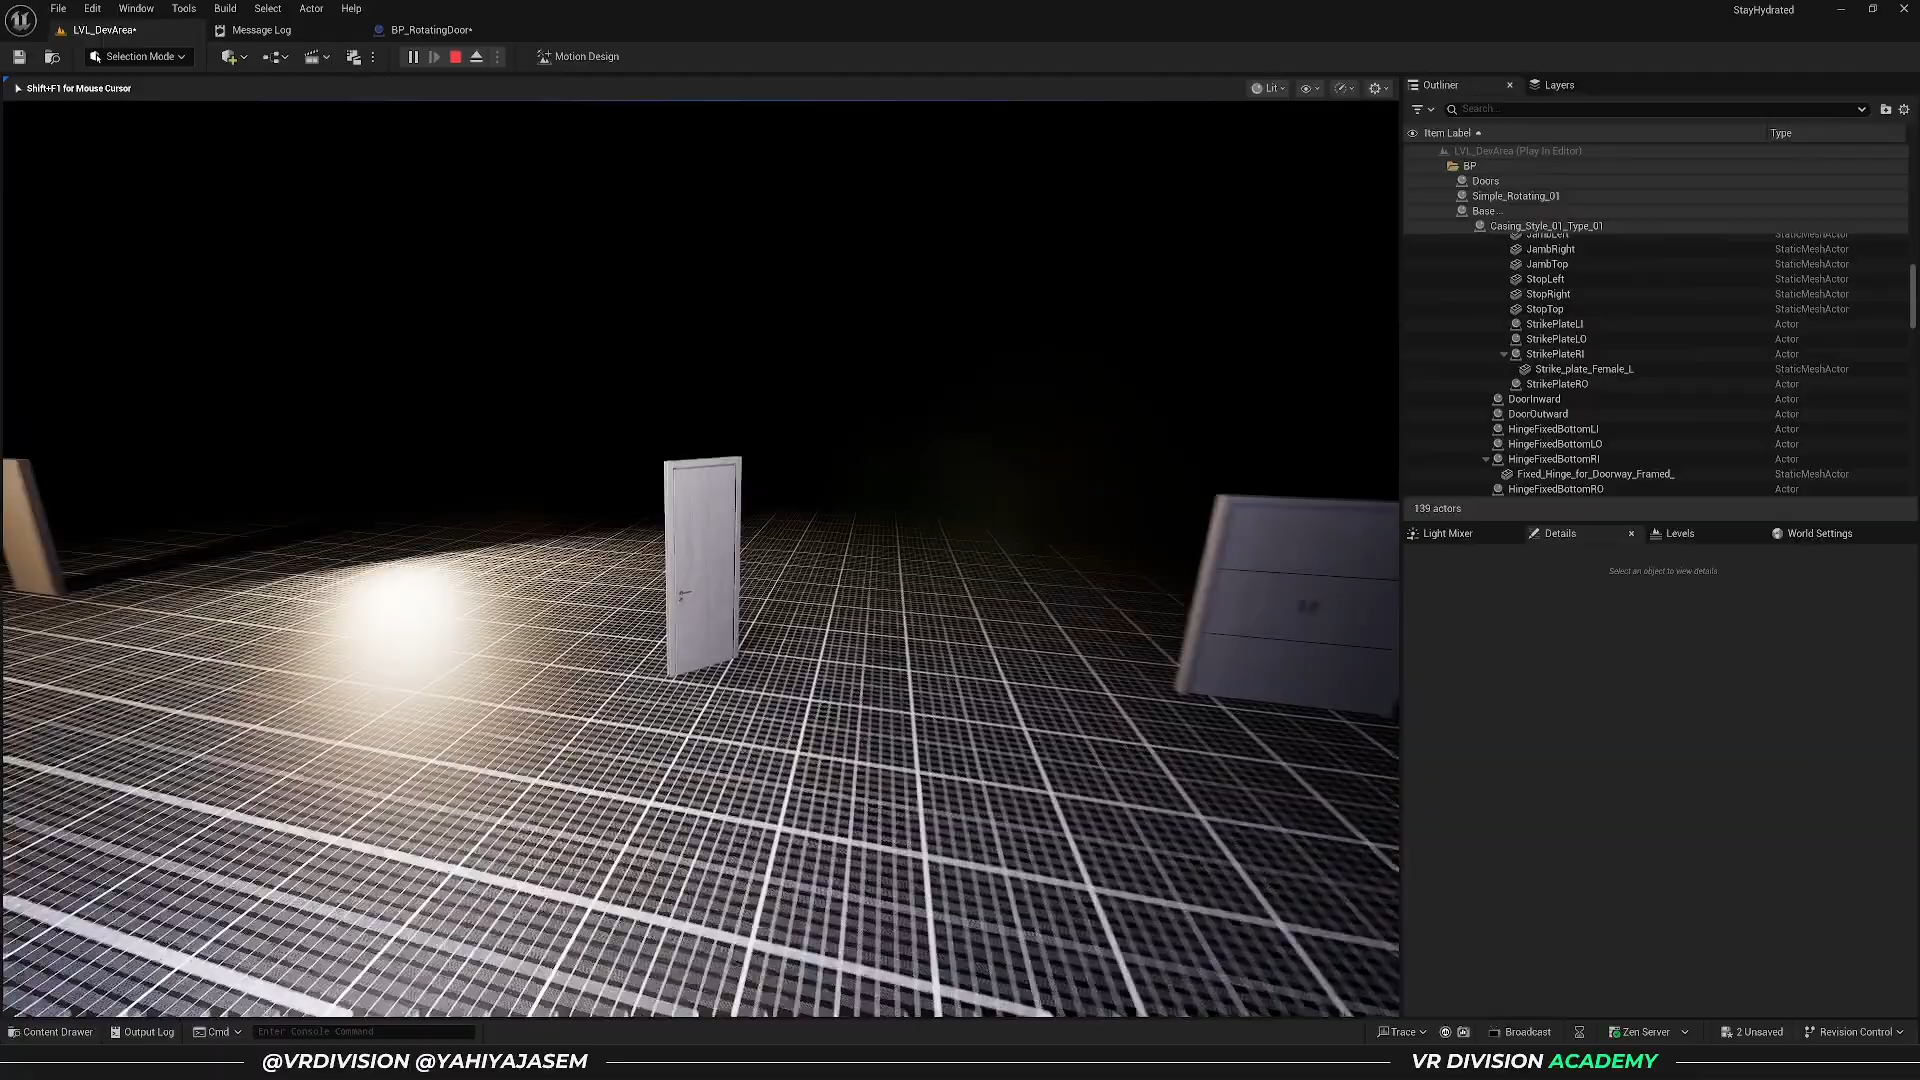 File Edit Window Tools Build Select Actor Help
StayHydrated
LVL_DevArea*
Message Log
BP_RotatingDoor*
Selection Mode
Motion Design
Shift+F1 for Mouse Cursor
Lit
Outliner
Layers
Search...
Item Label
Type
LVL_DevArea (Play In Editor)
BP
Doors
Simple_Rotating_01
Base...
Casing_Style_01_Type_01
JambLeft StaticMeshActor
JambRight StaticMeshActor
JambTop StaticMeshActor
StopLeft StaticMeshActor
StopRight StaticMeshActor
StopTop StaticMeshActor
StrikePlateLI Actor
StrikePlateLO Actor
StrikePlateRI Actor
Strike_plate_Female_L StaticMeshActor
StrikePlateRO Actor
DoorInward Actor
DoorOutward Actor
HingeFixedBottomLI Actor
HingeFixedBottomLO Actor
HingeFixedBottomRI Actor
Fixed_Hinge_for_Doorway_Framed_ StaticMeshActor
HingeFixedBottomRO Actor
139 actors
Light Mixer
Details
Levels
World Settings
Select an object to view details.
Content Drawer
Output Log
Cmd
Enter Console Command
Trace
Broadcast
Zen Server
2 Unsaved
Revision Control
@VRDIVISION @YAHIYAJASEM
VR DIVISION ACADEMY